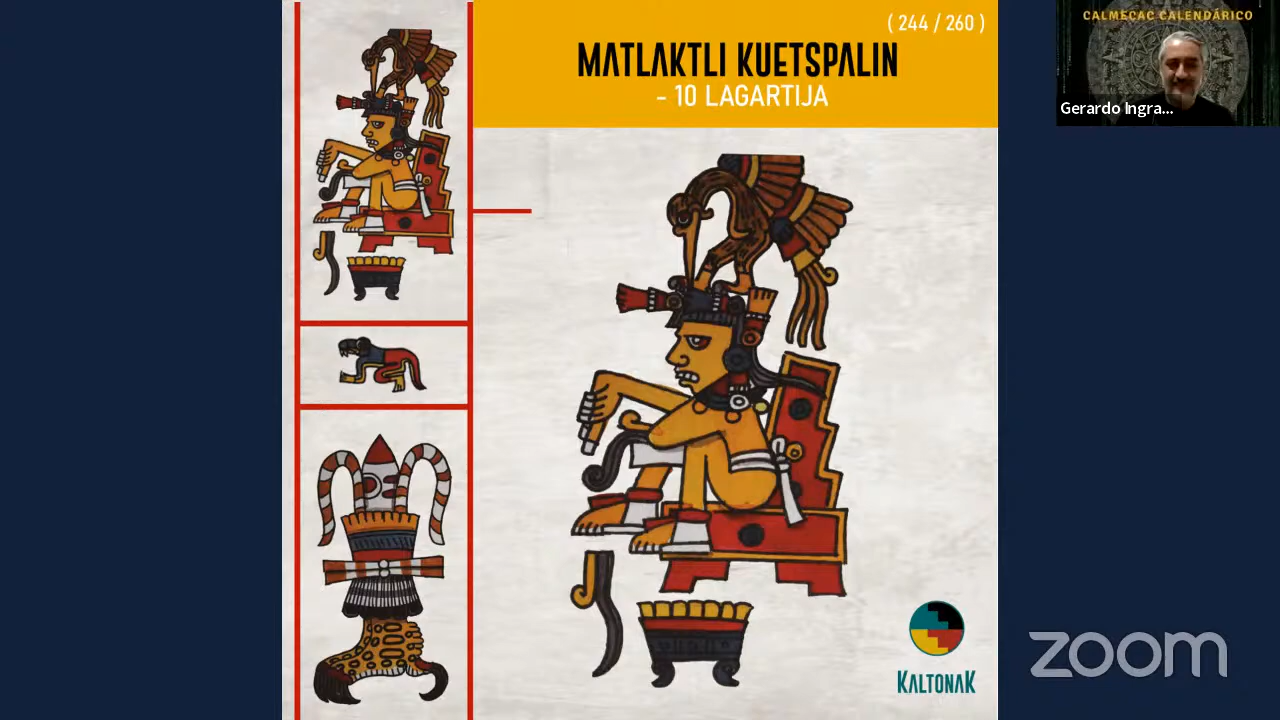 ( 244 / 260 )
MATLAKTLI KUETSPALIN
- 10 LAGARTIJA
CALMECAC CALENDÁRICO
Gerardo Ingra...
KALTONAK
zoom